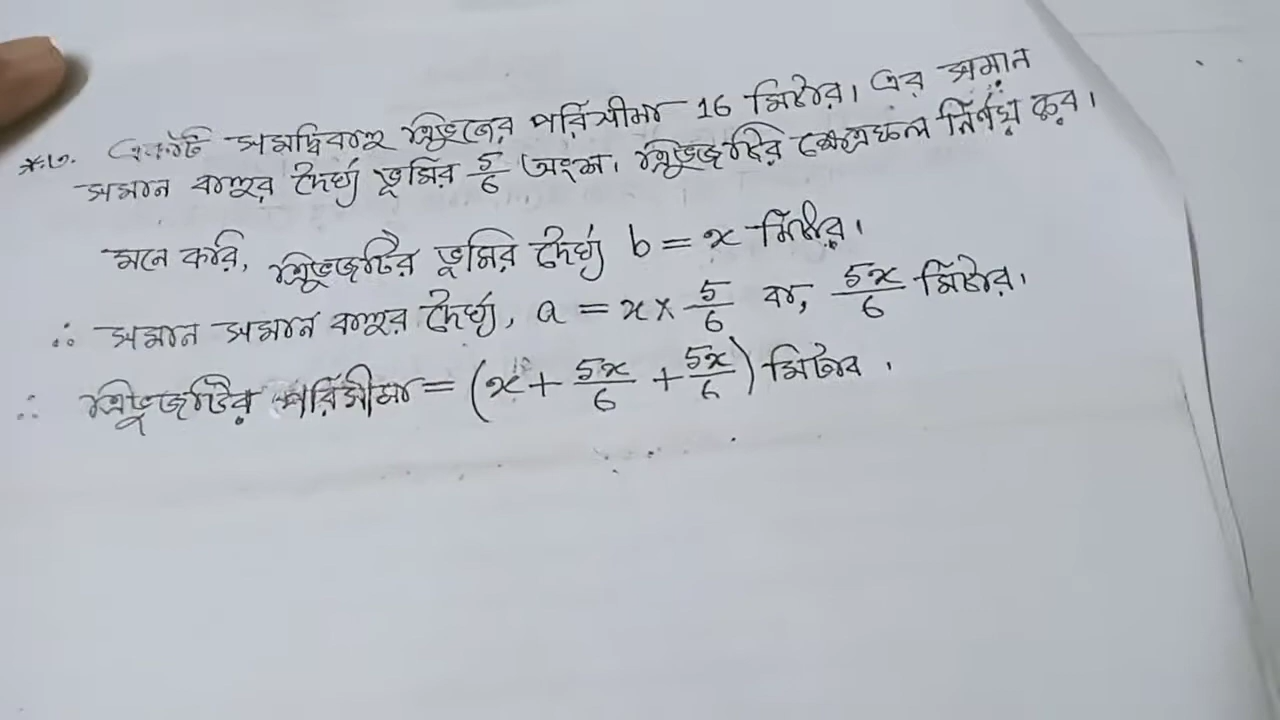 *৩. একটি সমদ্বিবাহু ত্রিভুজের পরিসীমা 16 মিটার। এর সমান
সমান বাহুর দৈর্ঘ্য ভূমির 5/6 অংশ। ত্রিভুজটির ক্ষেত্রফল নির্ণয় কর।
মনে করি, ত্রিভুজটির ভূমির দৈর্ঘ্য b = x মিটার।
∴ সমান সমান বাহুর দৈর্ঘ্য, a = x × 5/6 বা, 5x/6 মিটার।
∴ ত্রিভুজটির পরিসীমা = (x + 5x/6 + 5x/6) মিটার।